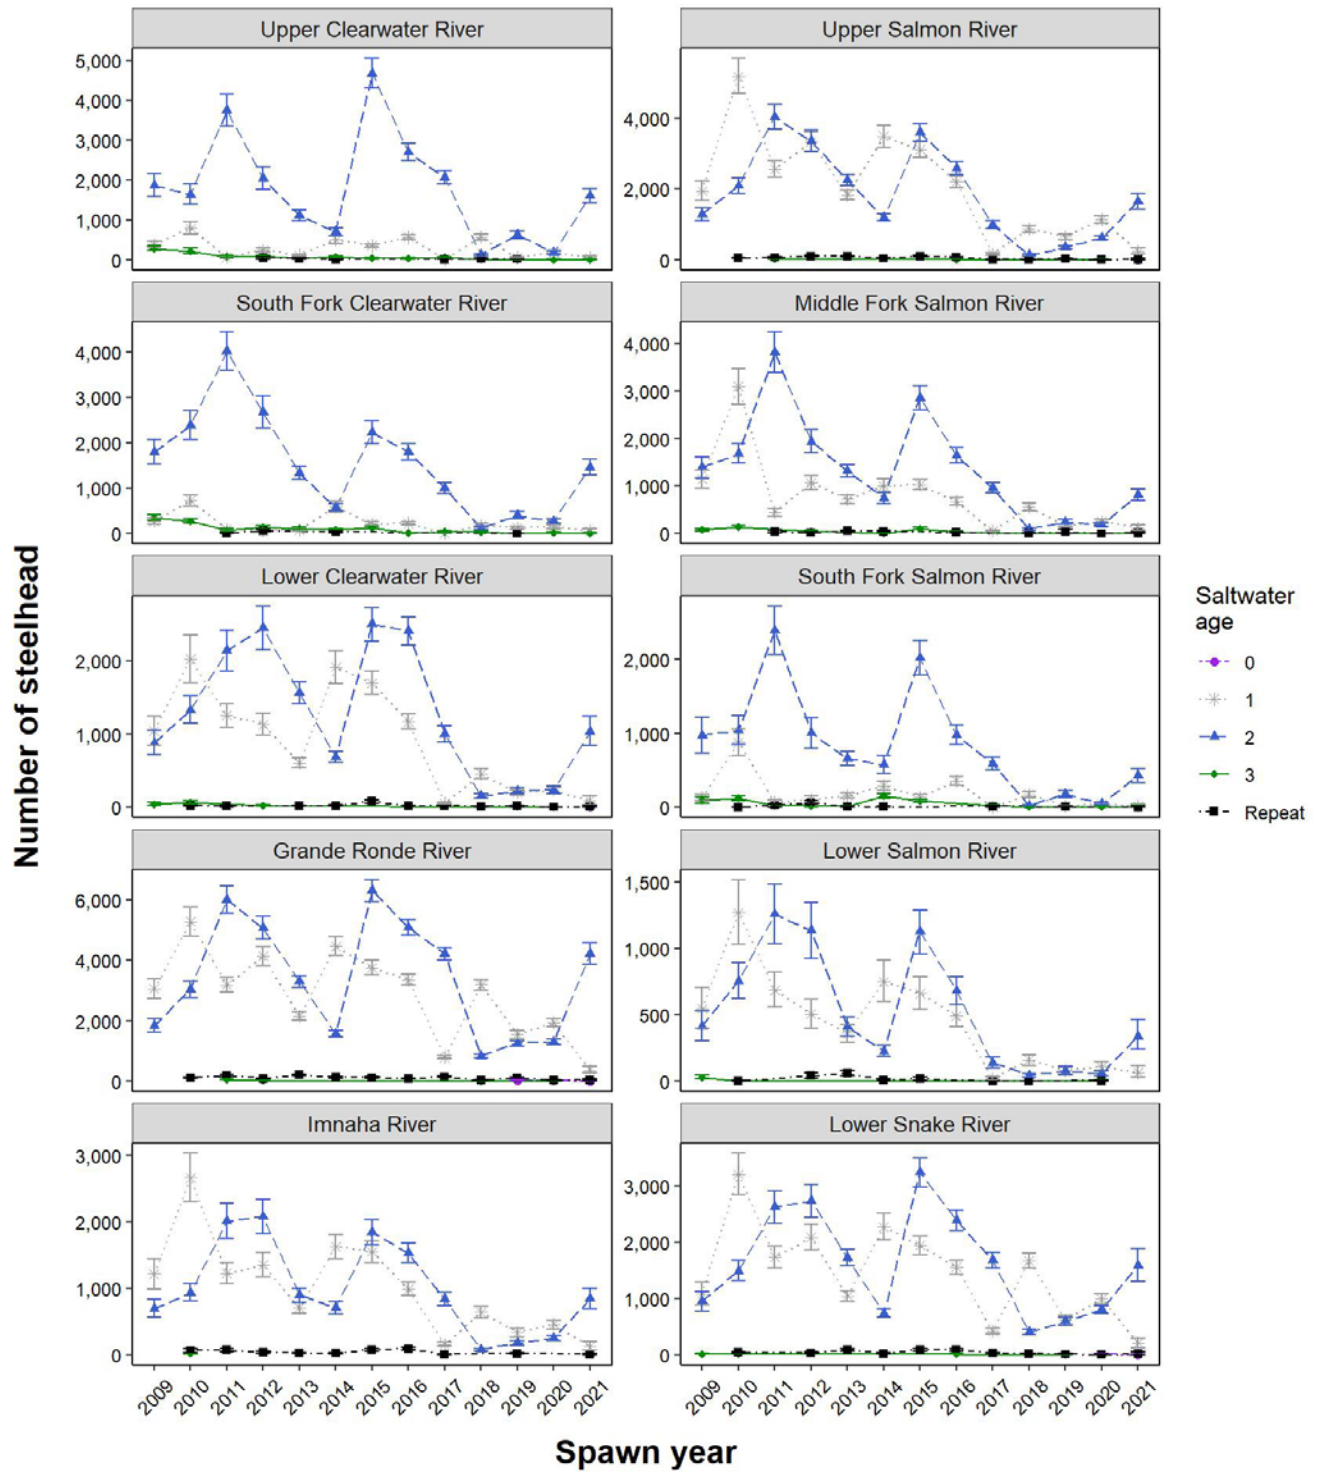 Upper Clearwater River
Upper Salmon River
5,000
4,000
3,000
2,000
1,000
0
4,000
2,000
0
South Fork Clearwater River
Middle Fork Salmon River
4,000
3,000
2,000
1,000
0
4,000
3,000
2,000
1,000
0
Lower Clearwater River
South Fork Salmon River
2,000
1,000
0
2,000
1,000
0
Grande Ronde River
Lower Salmon River
6,000
4,000
2,000
0
1,500
1,000
500
0
Imnaha River
Lower Snake River
3,000
2,000
1,000
0
3,000
2,000
1,000
0
2009 2010 2011 2012 2013 2014 2015 2016 2017 2018 2019 2020 2021
2009 2010 2011 2012 2013 2014 2015 2016 2017 2018 2019 2020 2021
Number of steelhead
Spawn year
Saltwater
age
0
1
2
3
Repeat